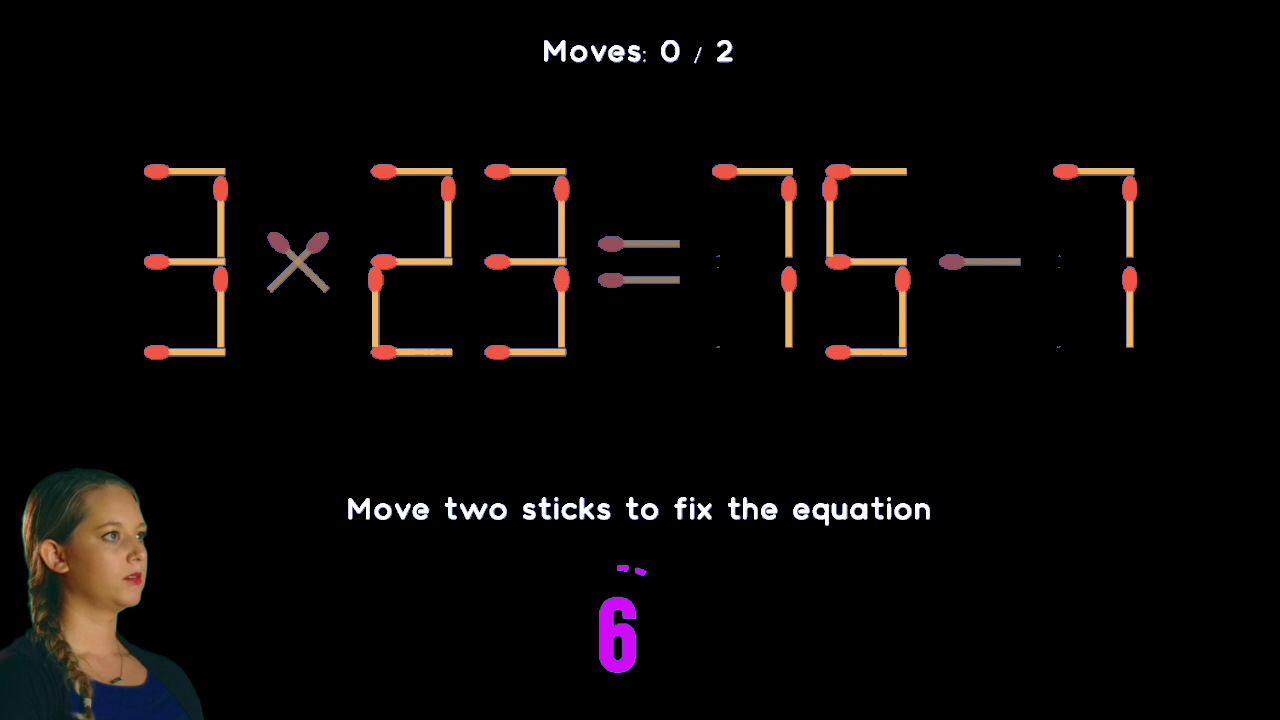 Moves: 0 / 2
3 × 23 = 75 - 7
Move two sticks to fix the equation
6